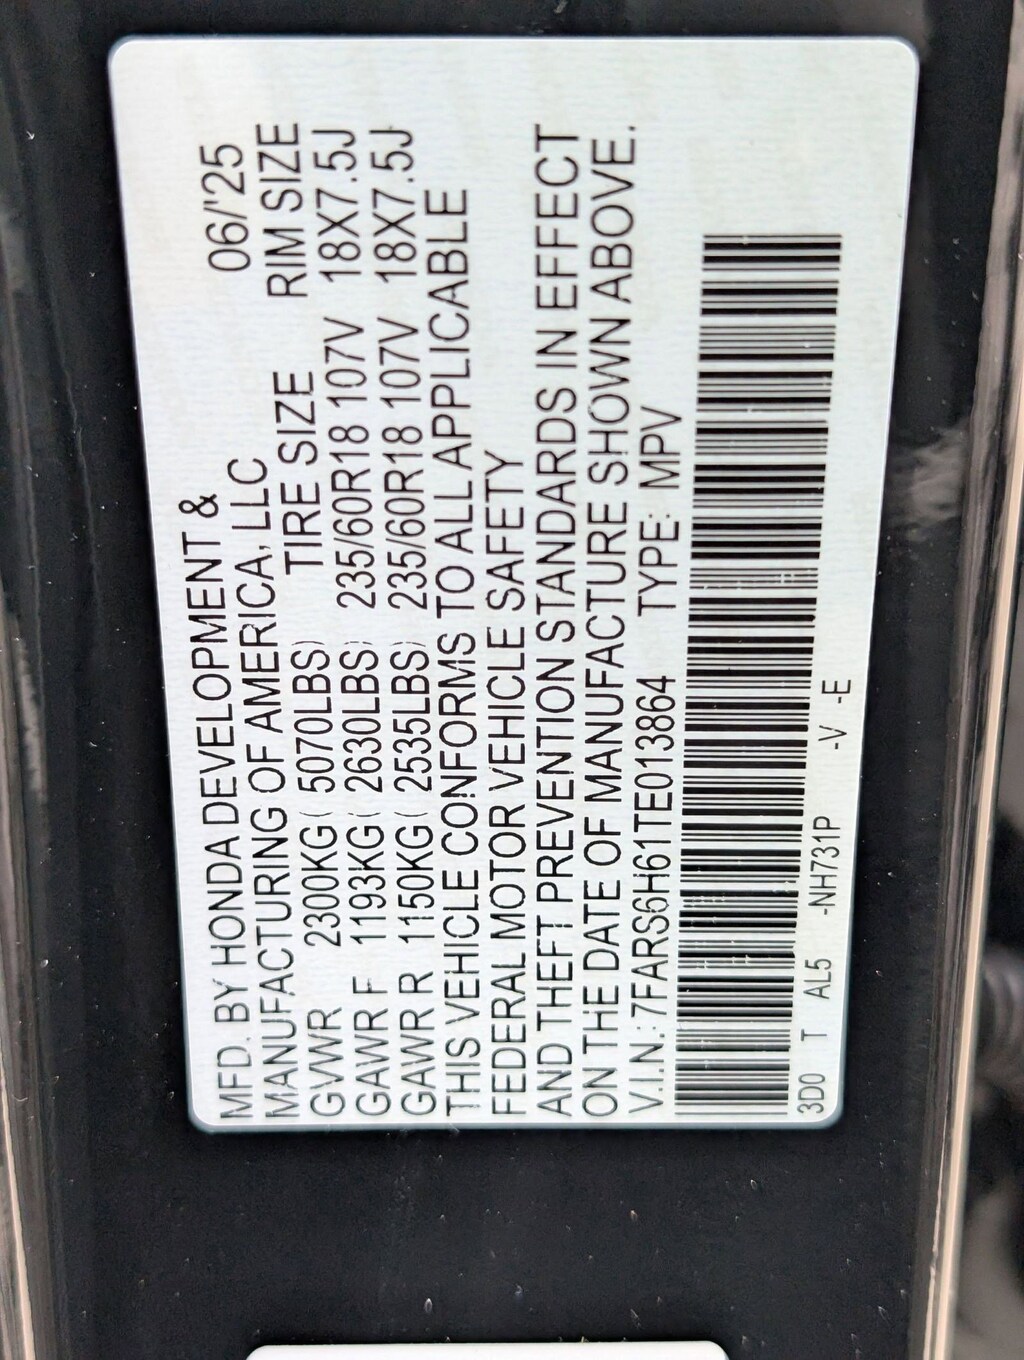 MFD. BY HONDA DEVELOPMENT &
MANUFACTURING OF AMERICA, LLC 06/'25
TIRE SIZE RIM SIZE
GVWR 2300KG( 5070LBS)
GAWR F 1193KG( 2630LBS) 235/60R18 107V 18X7.5J
GAWR R 1150KG( 2535LBS) 235/60R18 107V 18X7.5J
THIS VEHICLE CONFORMS TO ALL APPLICABLE
FEDERAL MOTOR VEHICLE SAFETY
AND THEFT PREVENTION STANDARDS IN EFFECT
ON THE DATE OF MANUFACTURE SHOWN ABOVE.
V.I.N.: 7FARS6H61TE013864 TYPE: MPV
3D0 T AL5 -NH731P -V -E